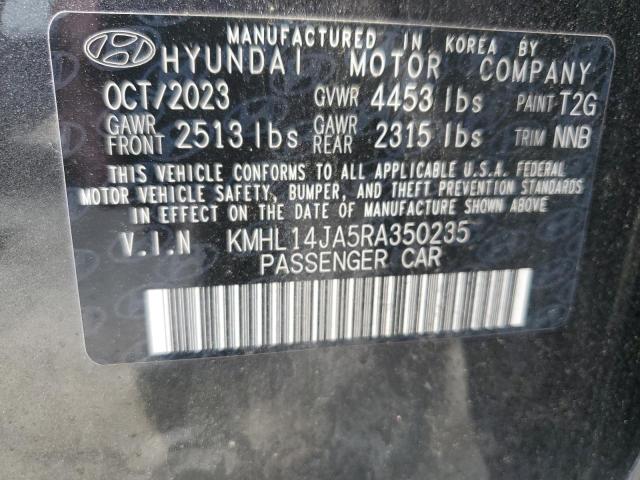 MANUFACTURED IN KOREA BY
HYUNDAI MOTOR COMPANY
OCT/2023 GVWR 4453 lbs PAINT T2G
GAWR FRONT 2513 lbs GAWR REAR 2315 lbs TRIM NNB
THIS VEHICLE CONFORMS TO ALL APPLICABLE U.S.A. FEDERAL
MOTOR VEHICLE SAFETY, BUMPER, AND THEFT PREVENTION STANDARDS
IN EFFECT ON THE DATE OF MANUFACTURE SHOWN ABOVE.
V.I.N KMHL14JA5RA350235
PASSENGER CAR